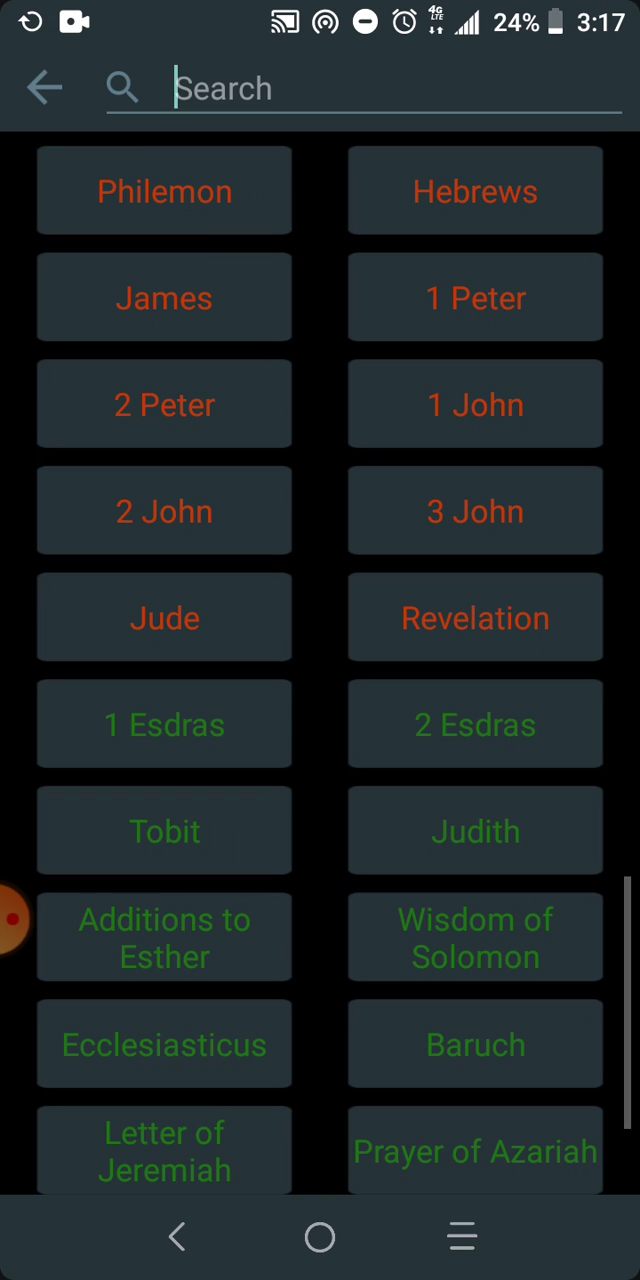 4G
LTE
24%
3:17
Search
Philemon
Hebrews
James
1 Peter
2 Peter
1 John
2 John
3 John
Jude
Revelation
1 Esdras
2 Esdras
Tobit
Judith
Additions to
Esther
Wisdom of
Solomon
Ecclesiasticus
Baruch
Letter of
Jeremiah
Prayer of Azariah